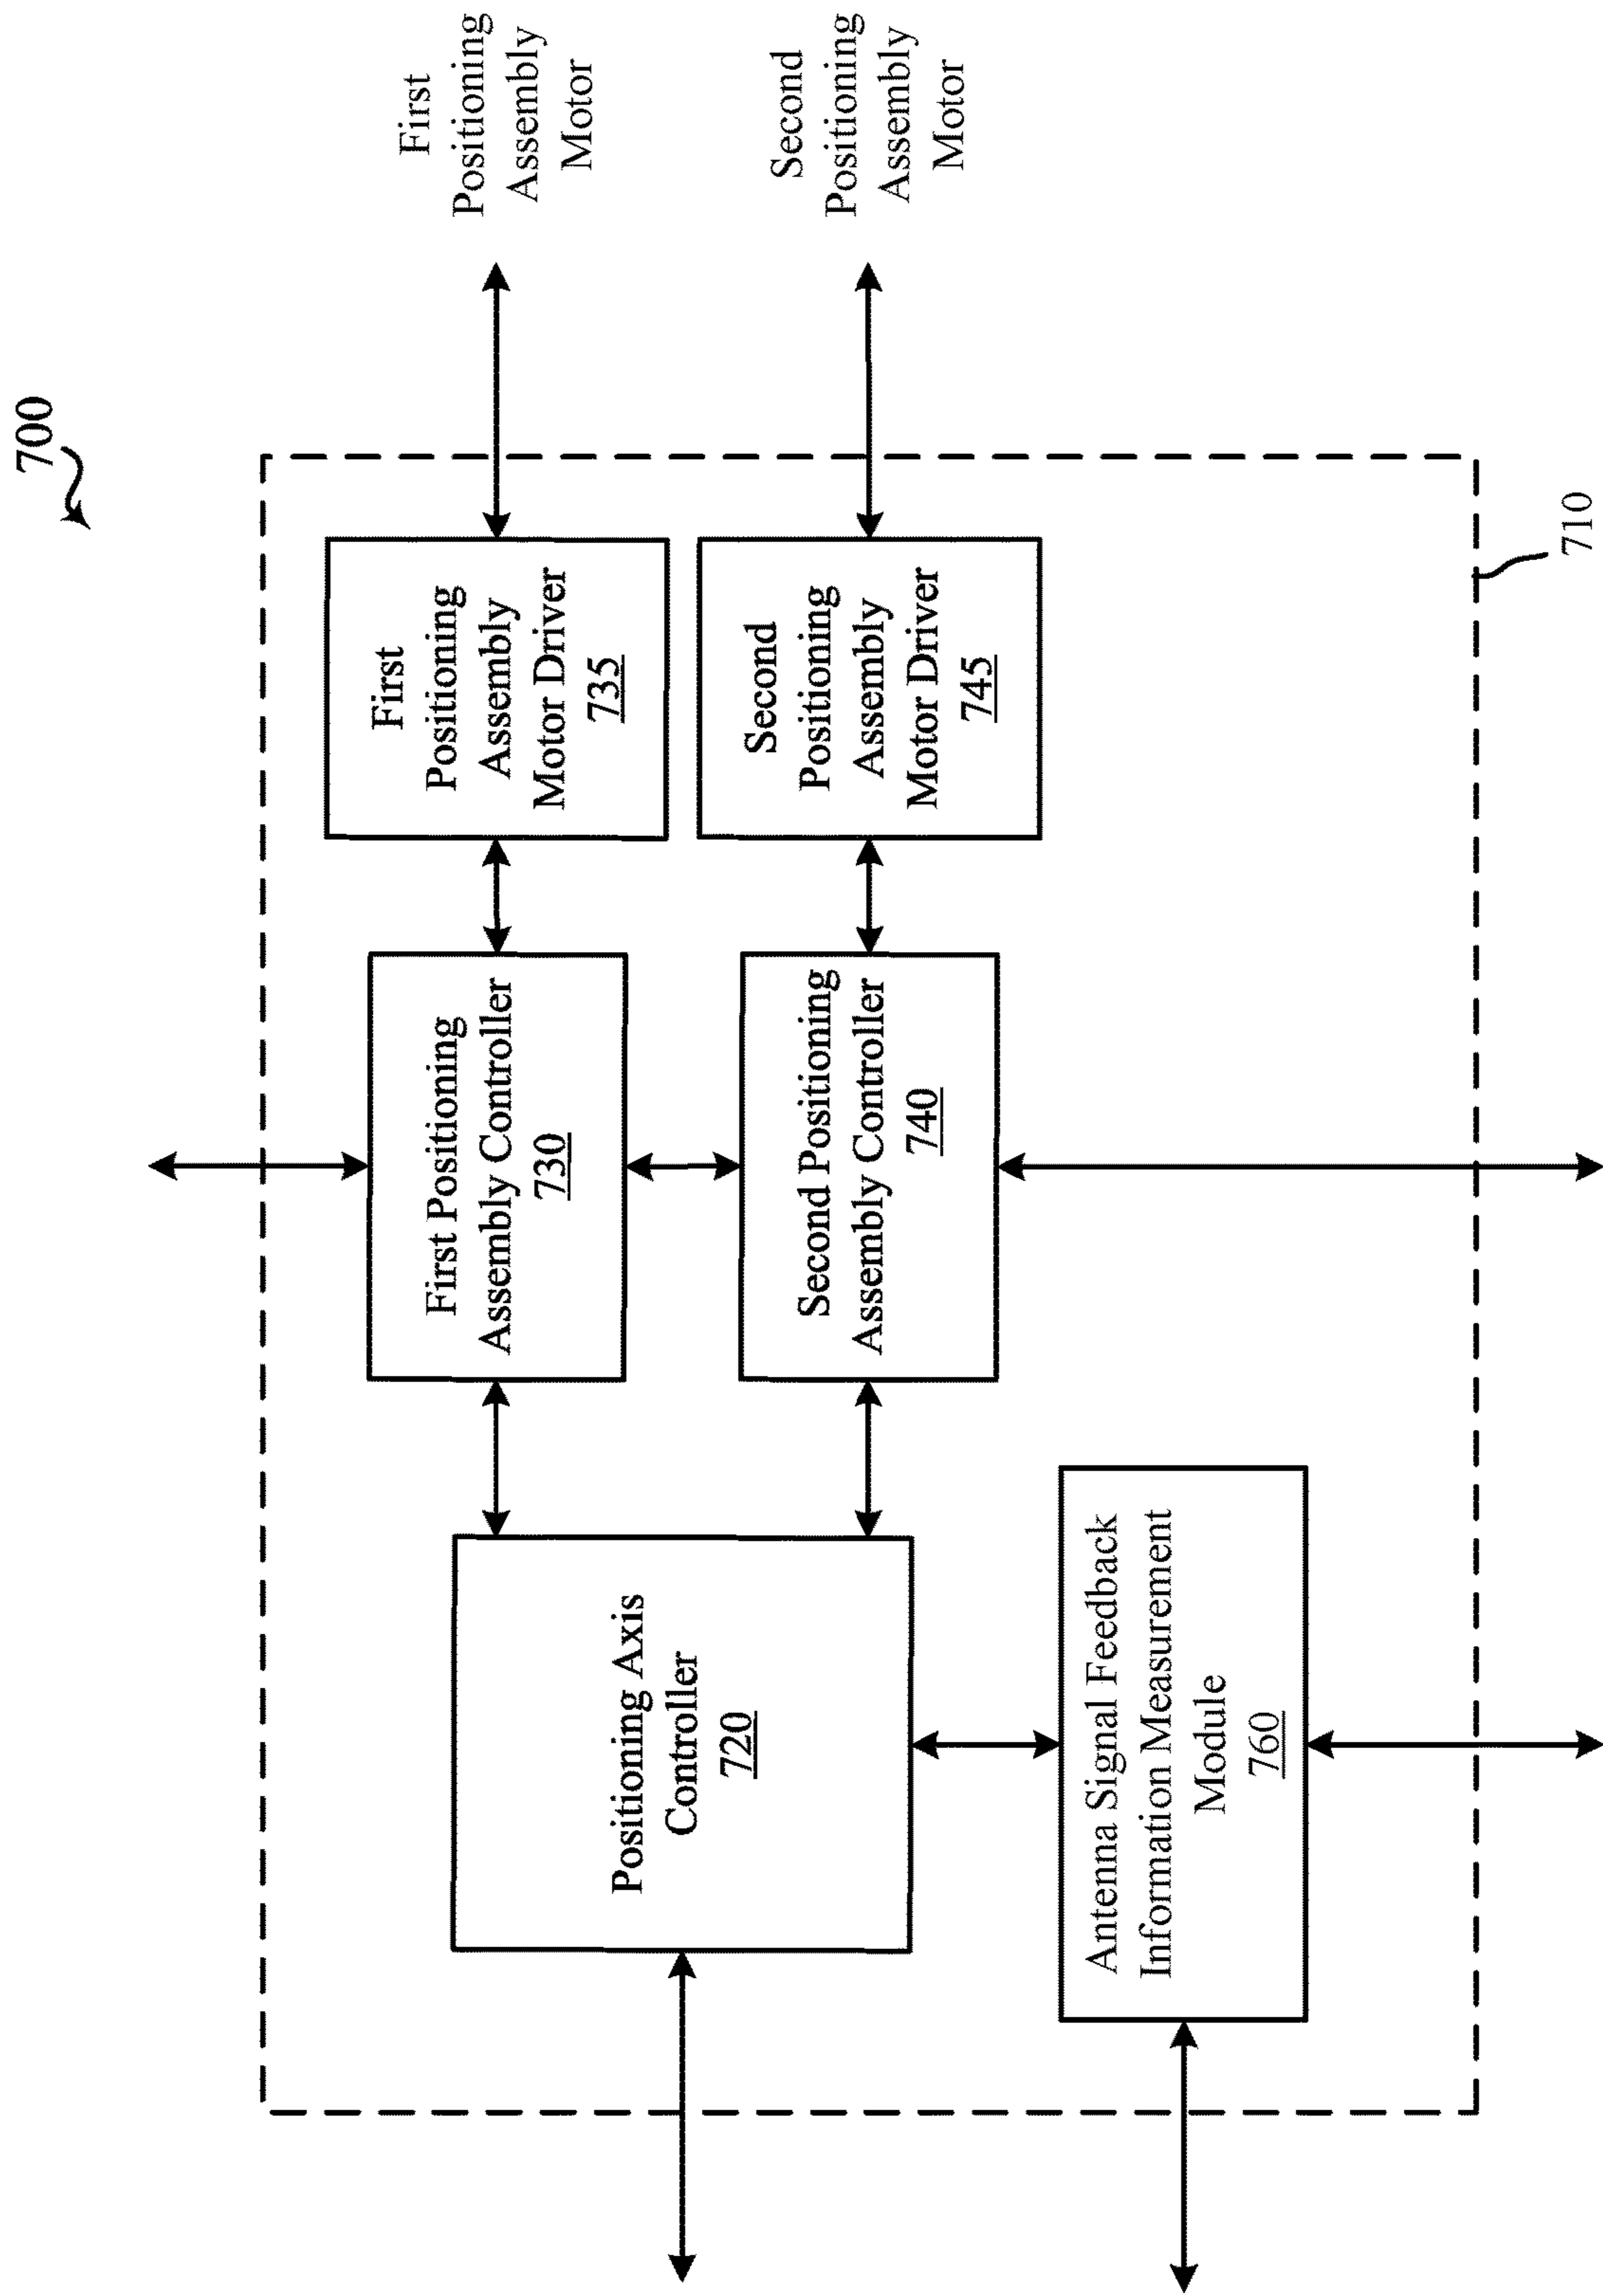 700
First
Positioning
Assembly
Motor
Second
Positioning
Assembly
Motor
First
Positioning
Assembly
Motor Driver
735
Second
Positioning
Assembly
Motor Driver
745
First Positioning
Assembly Controller
730
Second Positioning
Assembly Controller
740
Positioning Axis
Controller
720
Antenna Signal Feedback
Information Measurement
Module
760
710